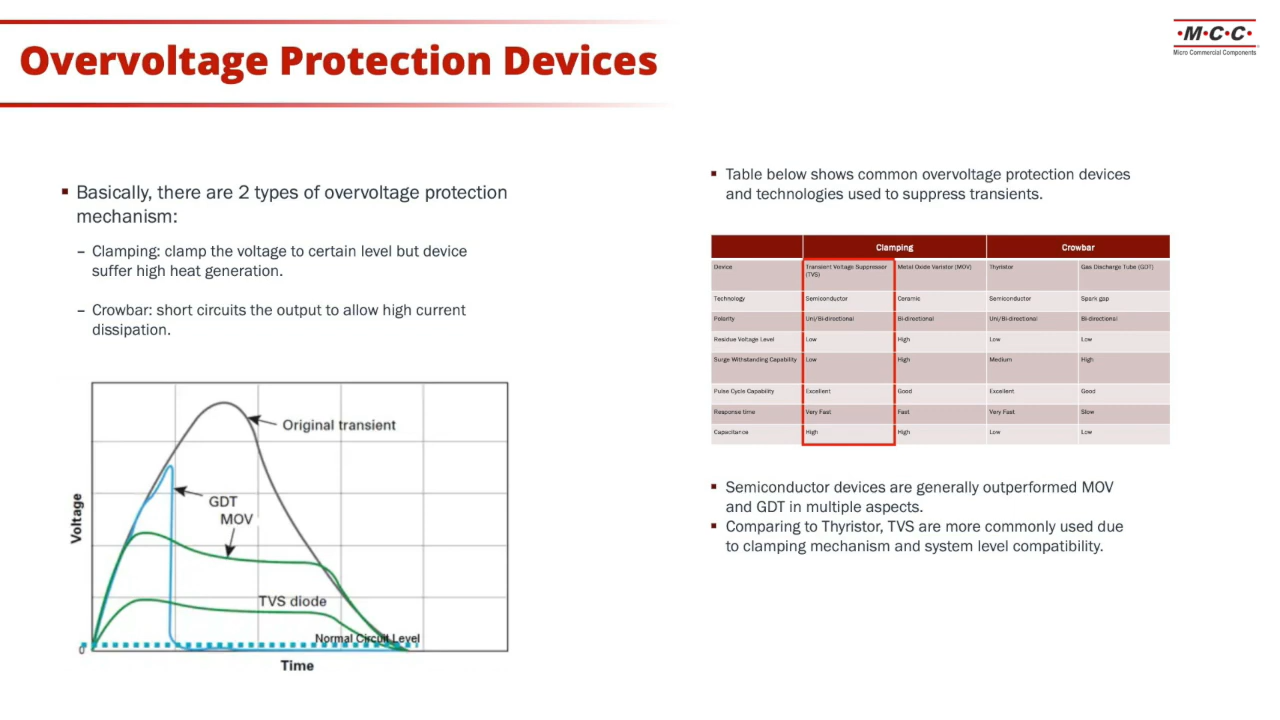 Overvoltage Protection Devices
·M·C·C·
Micro Commercial Components
Basically, there are 2 types of overvoltage protection
mechanism:
– Clamping: clamp the voltage to certain level but device
suffer high heat generation.
– Crowbar: short circuits the output to allow high current
dissipation.
Original transient
GDT
MOV
TVS diode
Normal Circuit Level
0
Voltage
Time
Table below shows common overvoltage protection devices
and technologies used to suppress transients.
Clamping Crowbar
Device Transient Voltage Suppressor Metal Oxide Varistor (MOV) Thyristor Gas Discharge Tube (GDT)
(TVS)
Technology Semiconductor Ceramic Semiconductor Spark gap
Polarity Uni/Bi-directional Bi-directional Uni/Bi-directional Bi-directional
Residue Voltage Level Low High Low Low
Surge Withstanding Capability Low High Medium High
Pulse Cycle Capability Excellent Good Excellent Good
Response time Very Fast Fast Very Fast Slow
Capacitance High High Low Low
Semiconductor devices are generally outperformed MOV
and GDT in multiple aspects.
Comparing to Thyristor, TVS are more commonly used due
to clamping mechanism and system level compatibility.